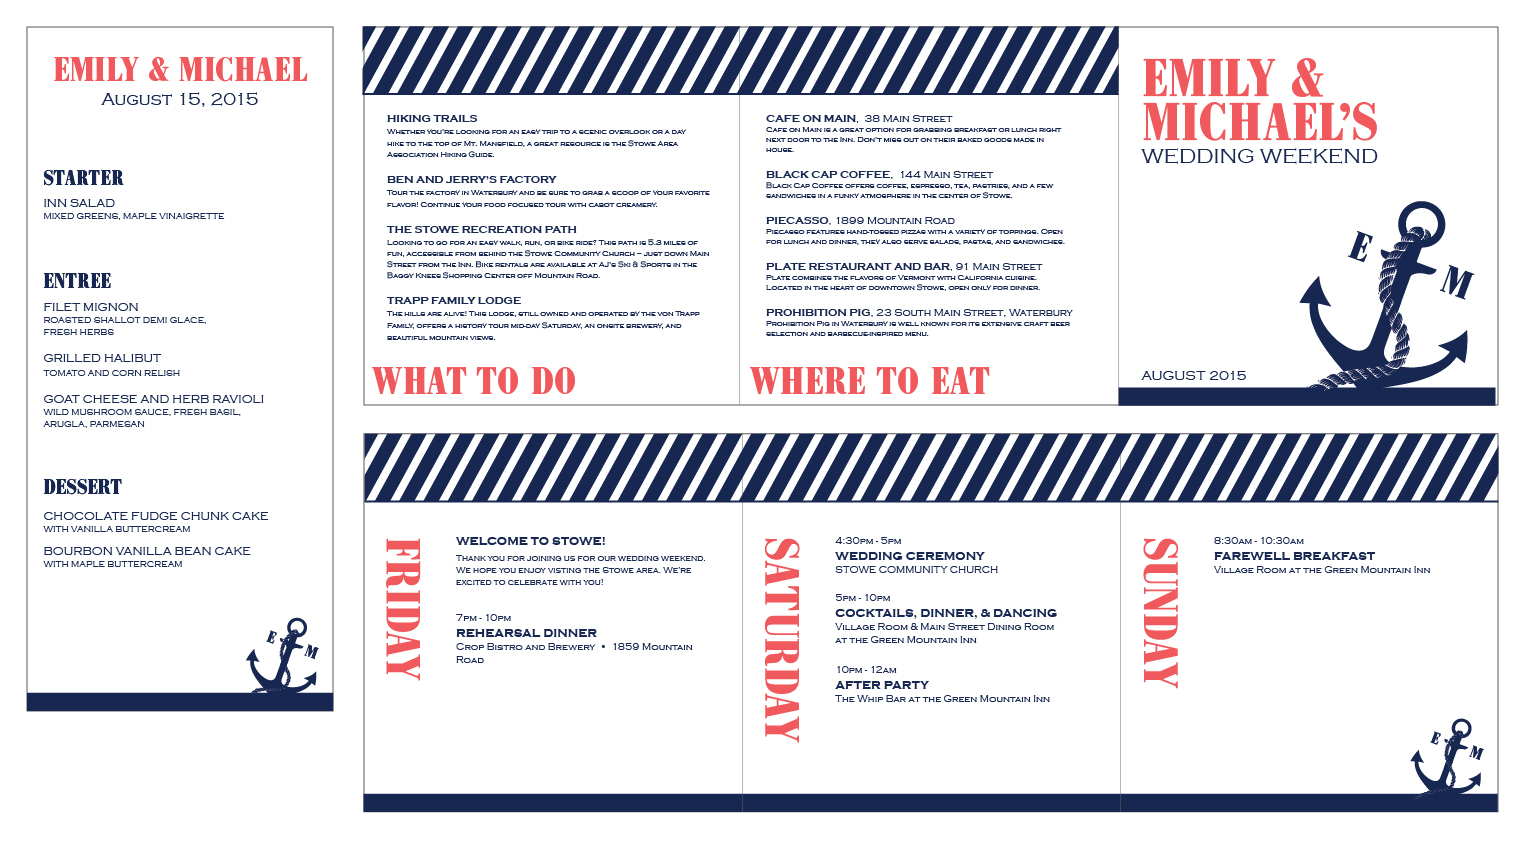 EMILY & MICHAEL
August 15, 2015
STARTER
INN SALAD
MIXED GREENS, MAPLE VINAIGRETTE
ENTREE
FILET MIGNON
ROASTED SHALLOT DEMI GLACE,
FRESH HERBS
GRILLED HALIBUT
TOMATO AND CORN RELISH
GOAT CHEESE AND HERB RAVIOLI
WILD MUSHROOM SAUCE, FRESH BASIL,
ARUGLA, PARMESAN
DESSERT
CHOCOLATE FUDGE CHUNK CAKE
WITH VANILLA BUTTERCREAM
BOURBON VANILLA BEAN CAKE
WITH MAPLE BUTTERCREAM
E M
HIKING TRAILS
Whether you're looking for an easy trip to a scenic overlook or a day
hike to the top of Mt. Mansfield, a great resource is the Stowe Area
Association Hiking Guide.
BEN AND JERRY'S FACTORY
Tour the factory in Waterbury and be sure to grab a scoop of your favorite
flavor! Continue your food focused tour with cabot creamery.
THE STOWE RECREATION PATH
Looking to go for an easy walk, run, or bike ride? This path is 5.3 miles of
fun, accessible from behind the Stowe Community Church – just down Main
Street from the Inn. Bike rentals are available at AJ's Ski & Sports in the
Baggy Knees Shopping Center off Mountain Road.
TRAPP FAMILY LODGE
The hills are alive! This lodge, still owned and operated by the von Trapp
Family, offers a history tour mid-day Saturday, an onsite brewery, and
beautiful mountain views.
WHAT TO DO
CAFE ON MAIN, 38 Main Street
Cafe on Main is a great option for grabbing breakfast or lunch right
next door to the Inn. Don't miss out on their baked goods made in
house.
BLACK CAP COFFEE, 144 Main Street
Black Cap Coffee offers coffee, espresso, tea, pastries, and a few
sandwiches in a funky atmosphere in the center of Stowe.
PIECASSO, 1899 Mountain Road
Piecasso features hand-tossed pizzas with a variety of toppings. Open
for lunch and dinner, they also serve salads, pastas, and sandwiches.
PLATE RESTAURANT AND BAR, 91 Main Street
Plate combines the flavors of Vermont with California cuisine.
Located in the heart of downtown Stowe, open only for dinner.
PROHIBITION PIG, 23 South Main Street, Waterbury
Prohibition Pig in Waterbury is well known for its extensive craft beer
selection and barbecue-inspired menu.
WHERE TO EAT
EMILY &
MICHAEL'S
WEDDING WEEKEND
E M
AUGUST 2015
FRIDAY
WELCOME TO STOWE!
Thank you for joining us for our wedding weekend.
We hope you enjoy visting the Stowe area. We're
excited to celebrate with you!
7pm - 10pm
REHEARSAL DINNER
Crop Bistro and Brewery • 1859 Mountain
Road
SATURDAY
4:30pm - 5pm
WEDDING CEREMONY
STOWE COMMUNITY CHURCH
5pm - 10pm
COCKTAILS, DINNER, & DANCING
Village Room & Main Street Dining Room
at the Green Mountain Inn
10pm - 12am
AFTER PARTY
The Whip Bar at the Green Mountain Inn
SUNDAY
8:30am - 10:30am
FAREWELL BREAKFAST
Village Room at the Green Mountain Inn
E M